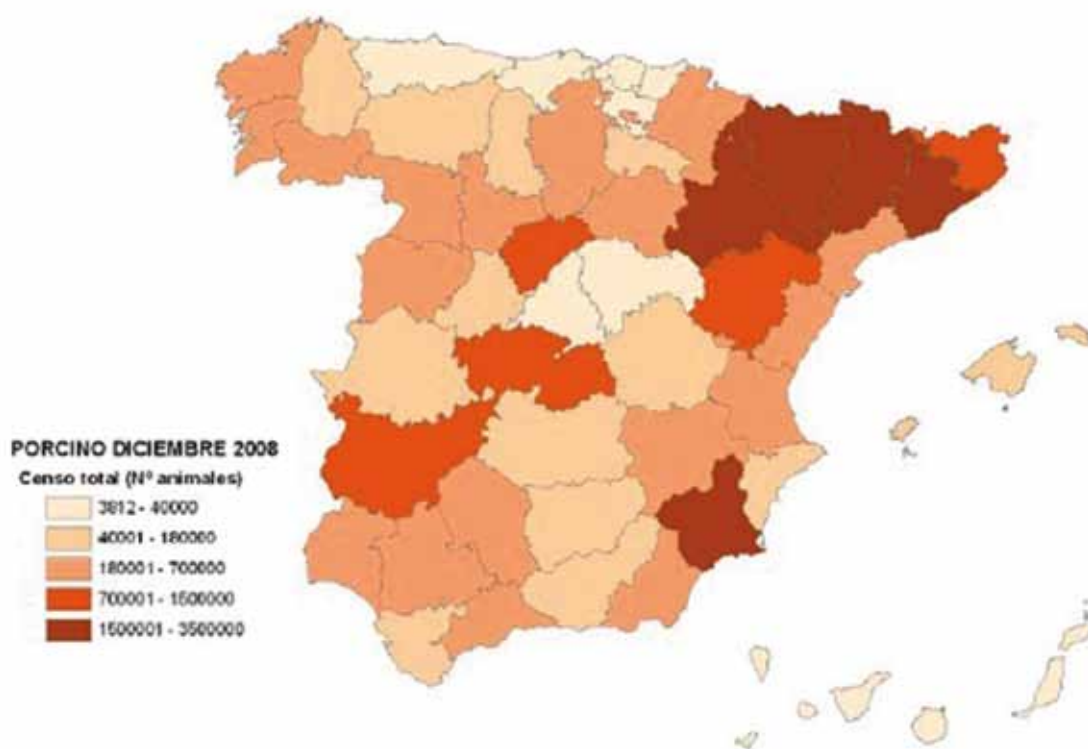 PORCINO DICIEMBRE 2008
Censo total (Nº animales)
3812 - 40000
40001 - 180000
180001 - 700000
700001 - 1500000
1500001 - 3500000